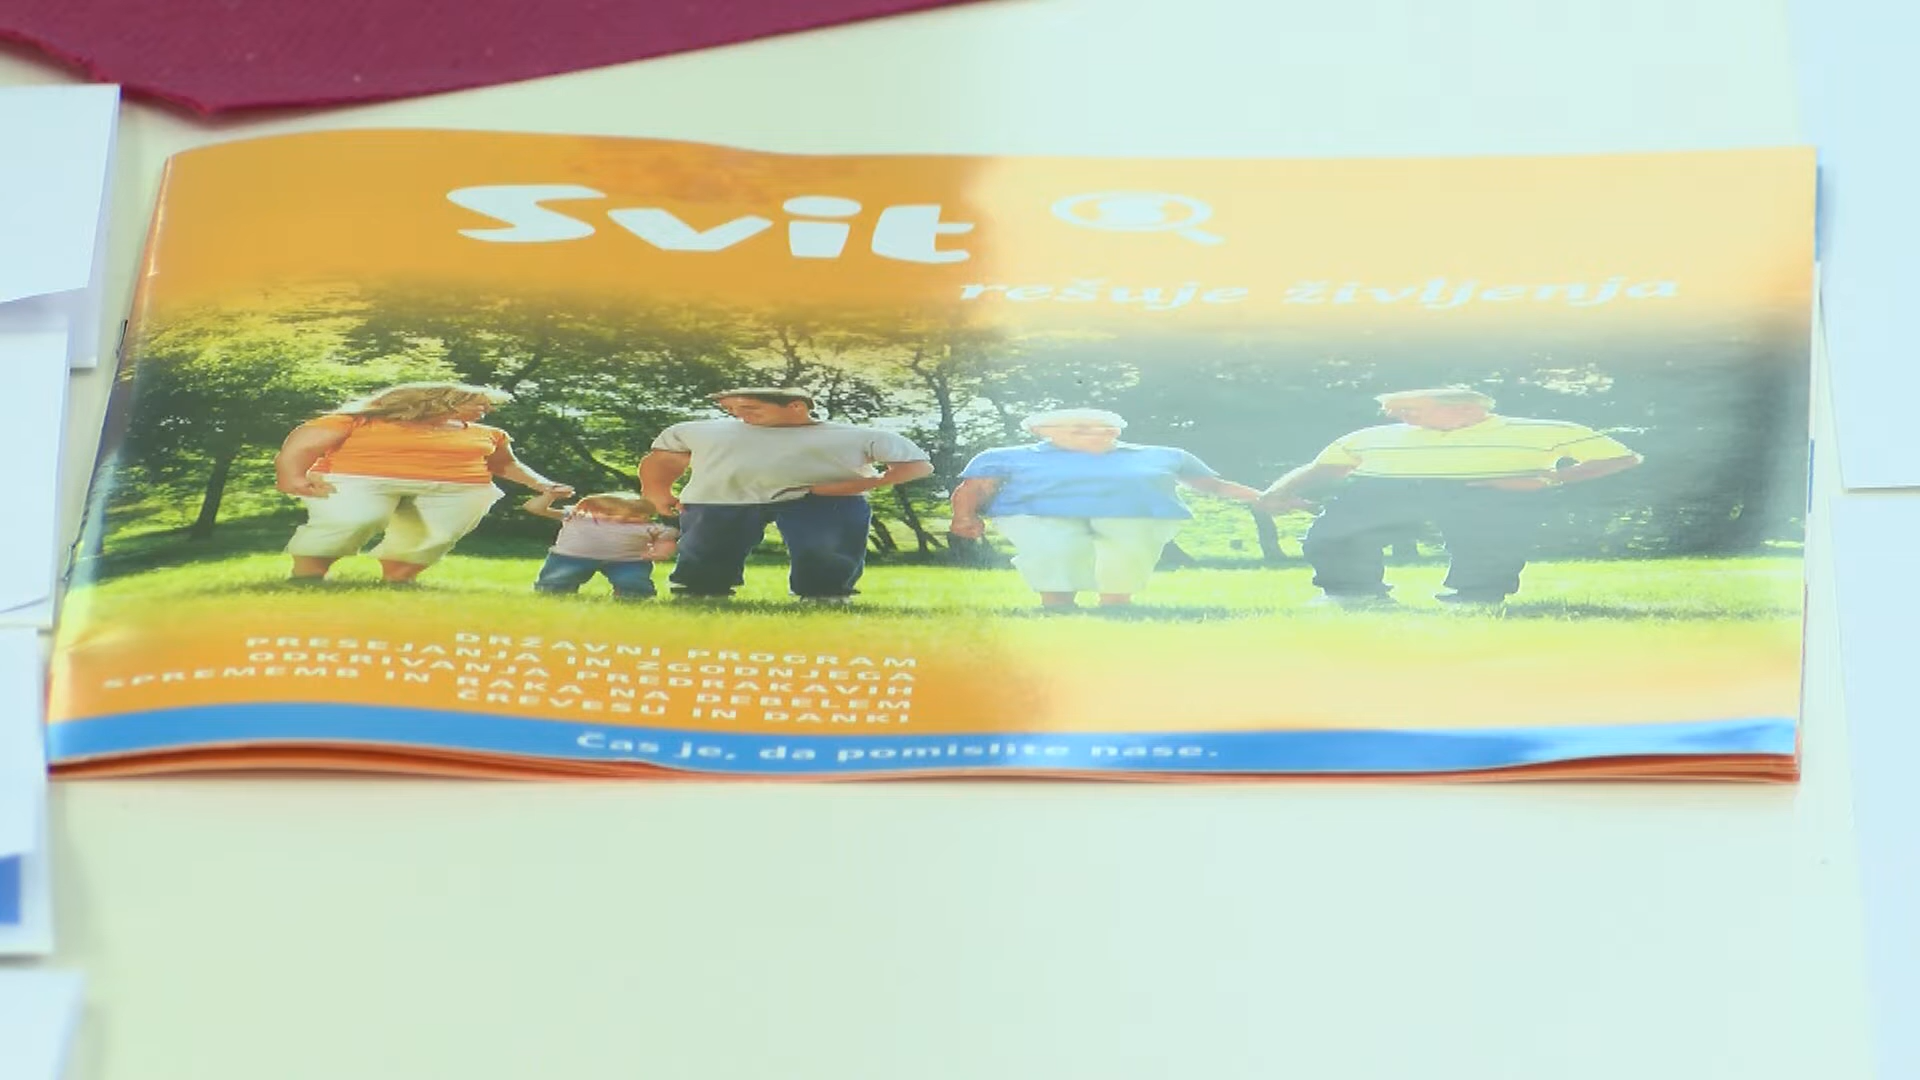 Svit
rešuje življenja
DRŽAVNI PROGRAM
PRESEJANJA IN ZGODNJEGA
ODKRIVANJA PREDRAKAVIH
SPREMEMB IN RAKA NA DEBELEM
ČREVESU IN DANKI
Čas je, da pomislite nase.